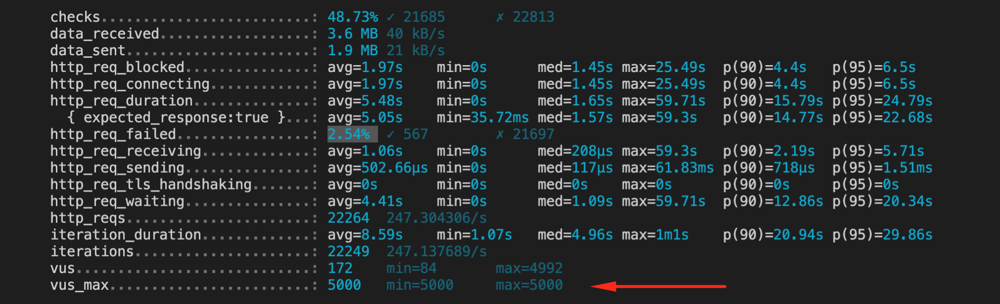 checks.........................: 48.73% ✓ 21685      ✗ 22813
data_received..................: 3.6 MB 40 kB/s
data_sent......................: 1.9 MB 21 kB/s
http_req_blocked...............: avg=1.97s    min=0s      med=1.45s max=25.49s  p(90)=4.4s   p(95)=6.5s
http_req_connecting............: avg=1.97s    min=0s      med=1.45s max=25.49s  p(90)=4.4s   p(95)=6.5s
http_req_duration..............: avg=5.48s    min=0s      med=1.65s max=59.71s  p(90)=15.79s p(95)=24.79s
  { expected_response:true }...: avg=5.05s    min=35.72ms med=1.57s max=59.3s   p(90)=14.77s p(95)=22.68s
http_req_failed................: 2.54%  ✓ 567        ✗ 21697
http_req_receiving.............: avg=1.06s    min=0s      med=208µs max=59.3s   p(90)=2.19s  p(95)=5.71s
http_req_sending...............: avg=502.66µs min=0s      med=117µs max=61.83ms p(90)=718µs  p(95)=1.51ms
http_req_tls_handshaking.......: avg=0s       min=0s      med=0s    max=0s      p(90)=0s     p(95)=0s
http_req_waiting...............: avg=4.41s    min=0s      med=1.09s max=59.71s  p(90)=12.86s p(95)=20.34s
http_reqs......................: 22264  247.304306/s
iteration_duration.............: avg=8.59s    min=1.07s   med=4.96s max=1m1s    p(90)=20.94s p(95)=29.86s
iterations.....................: 22249  247.137689/s
vus............................: 172    min=84       max=4992
vus_max........................: 5000   min=5000     max=5000